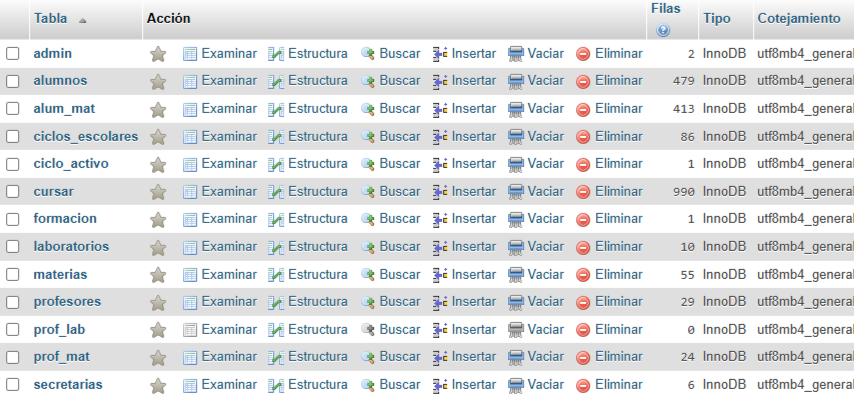 Tabla Acción Filas Tipo Cotejamiento
admin Examinar Estructura Buscar Insertar Vaciar Eliminar 2 InnoDB utf8mb4_general
alumnos Examinar Estructura Buscar Insertar Vaciar Eliminar 479 InnoDB utf8mb4_general
alum_mat Examinar Estructura Buscar Insertar Vaciar Eliminar 413 InnoDB utf8mb4_general
ciclos_escolares Examinar Estructura Buscar Insertar Vaciar Eliminar 86 InnoDB utf8mb4_general
ciclo_activo Examinar Estructura Buscar Insertar Vaciar Eliminar 1 InnoDB utf8mb4_general
cursar Examinar Estructura Buscar Insertar Vaciar Eliminar 990 InnoDB utf8mb4_general
formacion Examinar Estructura Buscar Insertar Vaciar Eliminar 1 InnoDB utf8mb4_general
laboratorios Examinar Estructura Buscar Insertar Vaciar Eliminar 10 InnoDB utf8mb4_general
materias Examinar Estructura Buscar Insertar Vaciar Eliminar 55 InnoDB utf8mb4_general
profesores Examinar Estructura Buscar Insertar Vaciar Eliminar 29 InnoDB utf8mb4_general
prof_lab Examinar Estructura Buscar Insertar Vaciar Eliminar 0 InnoDB utf8mb4_general
prof_mat Examinar Estructura Buscar Insertar Vaciar Eliminar 24 InnoDB utf8mb4_general
secretarias Examinar Estructura Buscar Insertar Vaciar Eliminar 6 InnoDB utf8mb4_general